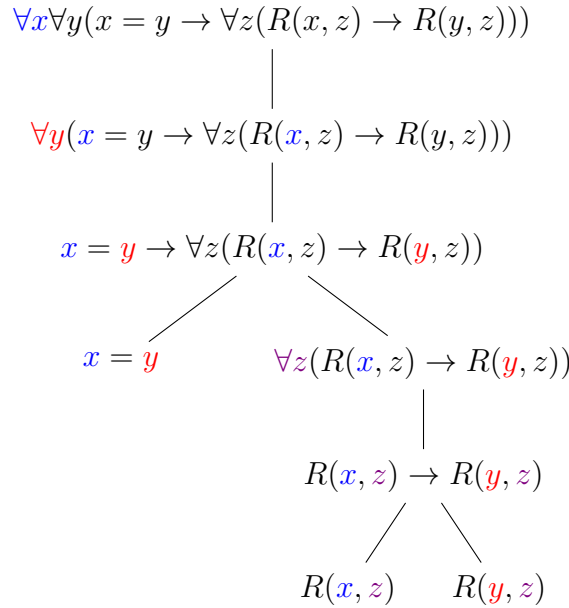 ∀x∀y(x = y → ∀z(R(x, z) → R(y, z)))
∀y(x = y → ∀z(R(x, z) → R(y, z)))
x = y → ∀z(R(x, z) → R(y, z))
x = y ∀z(R(x, z) → R(y, z))
R(x, z) → R(y, z)
R(x, z) R(y, z)